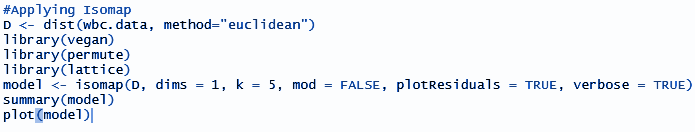 #Applying Isomap
D <- dist(wbc.data, method="euclidean")
library(vegan)
library(permute)
library(lattice)
model <- isomap(D, dims = 1, k = 5, mod = FALSE, plotResiduals = TRUE, verbose = TRUE)
summary(model)
plot(model)